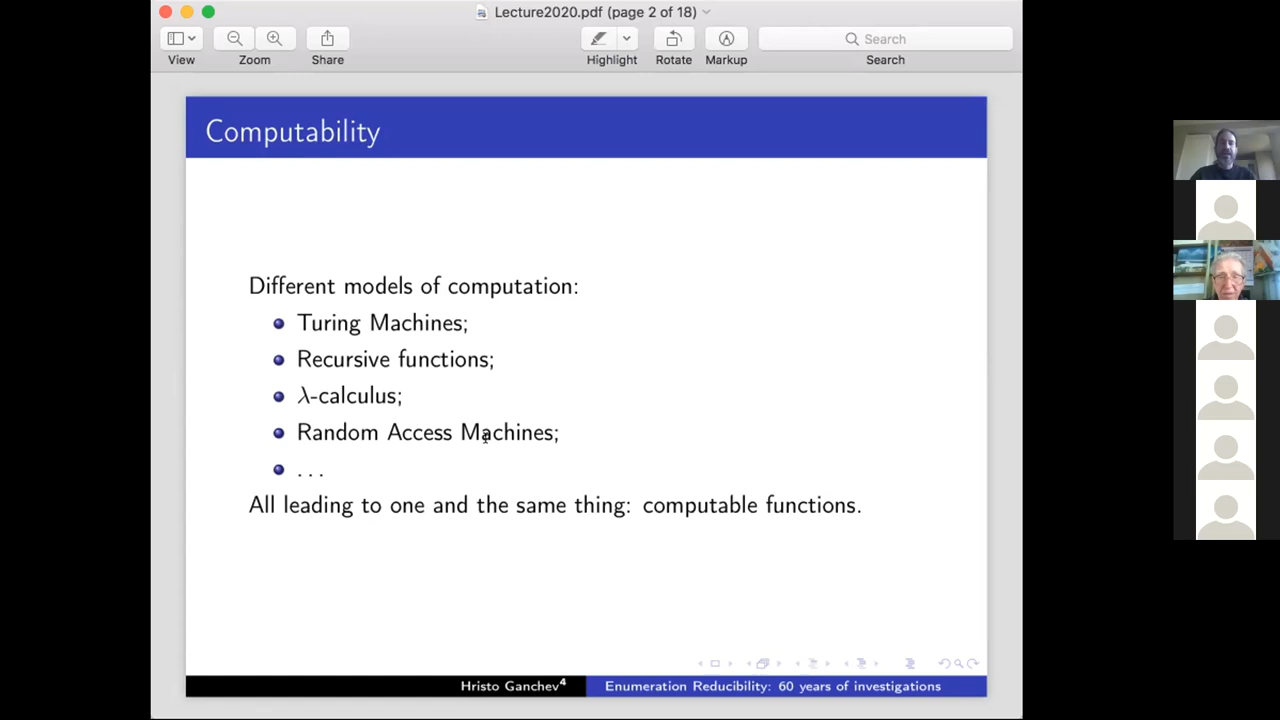 Lecture2020.pdf (page 2 of 18)
View
Zoom
Share
Highlight
Rotate
Markup
Search
Search
Computability
Different models of computation:
Turing Machines;
Recursive functions;
λ-calculus;
Random Access Machines;
. . .
All leading to one and the same thing: computable functions.
Hristo Ganchev⁴
Enumeration Reducibility: 60 years of investigations